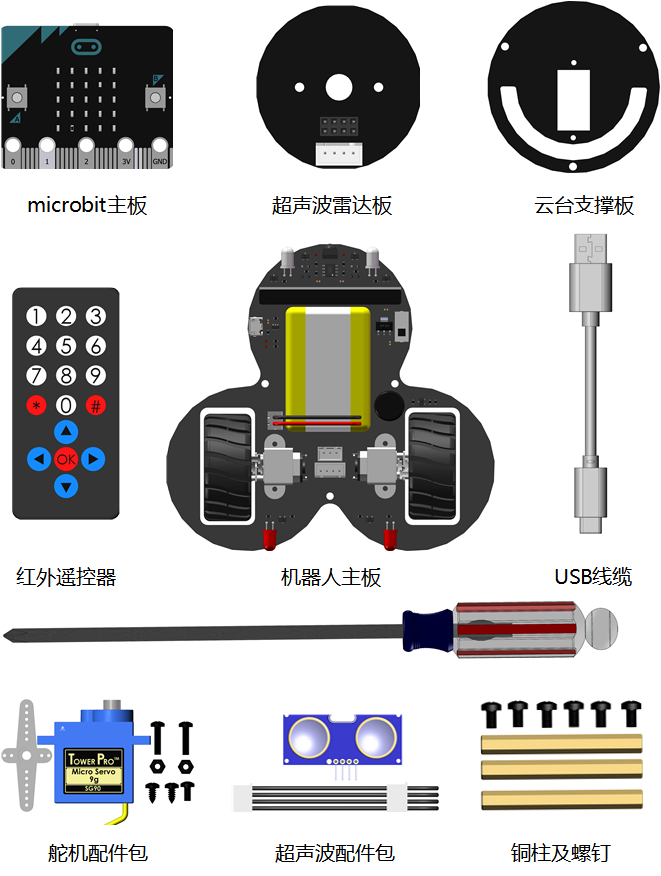 B
A
0 1 2 3V GND
microbit主板
超声波雷达板
云台支撑板
1 2 3
4 5 6
7 8 9
* 0 #
OK
红外遥控器
机器人主板
USB线缆
TOWER PRO™
Micro Servo
9g
SG90
舵机配件包
超声波配件包
铜柱及螺钉